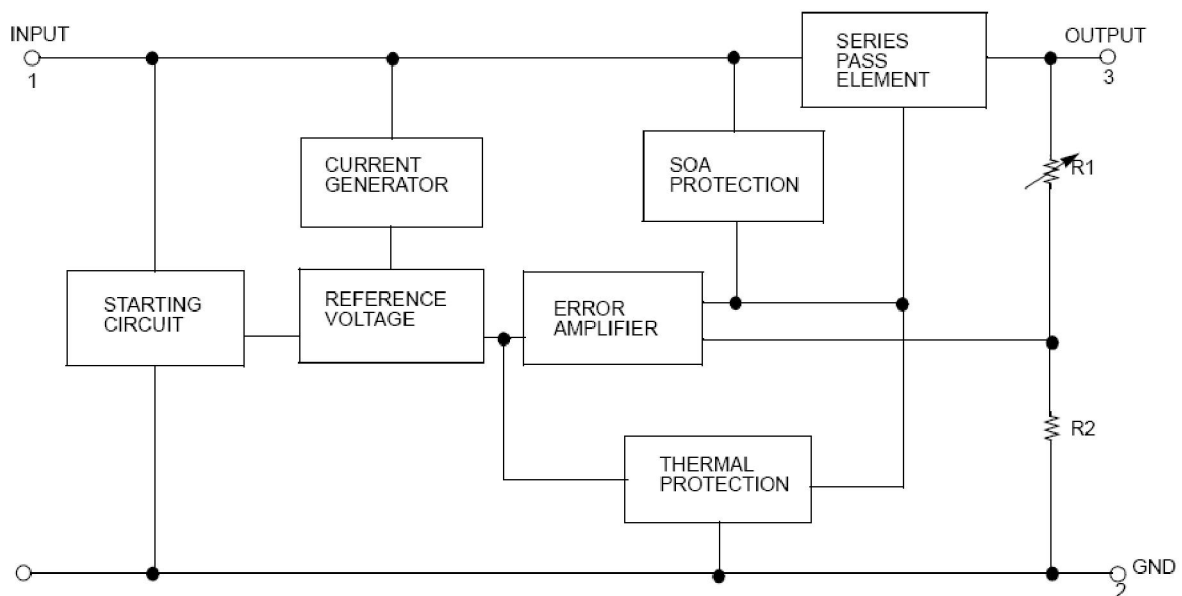 INPUT
1
SERIES
PASS
ELEMENT
OUTPUT
3
CURRENT
GENERATOR
SOA
PROTECTION
R1
STARTING
CIRCUIT
REFERENCE
VOLTAGE
ERROR
AMPLIFIER
R2
THERMAL
PROTECTION
GND
2